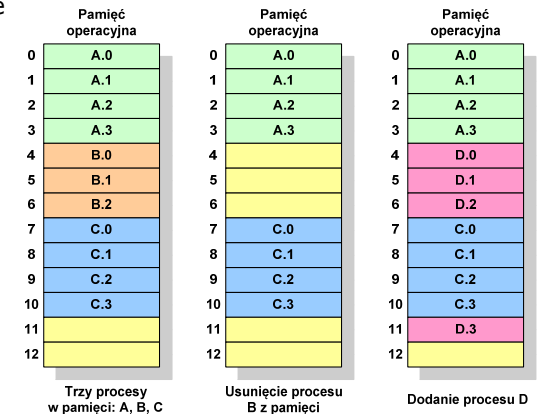 e
Pamięć
operacyjna
0 A.0
1 A.1
2 A.2
3 A.3
4 B.0
5 B.1
6 B.2
7 C.0
8 C.1
9 C.2
10 C.3
11
12
Trzy procesy
w pamięci: A, B, C
Pamięć
operacyjna
0 A.0
1 A.1
2 A.2
3 A.3
4
5
6
7 C.0
8 C.1
9 C.2
10 C.3
11
12
Usunięcie procesu
B z pamięci
Pamięć
operacyjna
0 A.0
1 A.1
2 A.2
3 A.3
4 D.0
5 D.1
6 D.2
7 C.0
8 C.1
9 C.2
10 C.3
11 D.3
12
Dodanie procesu D